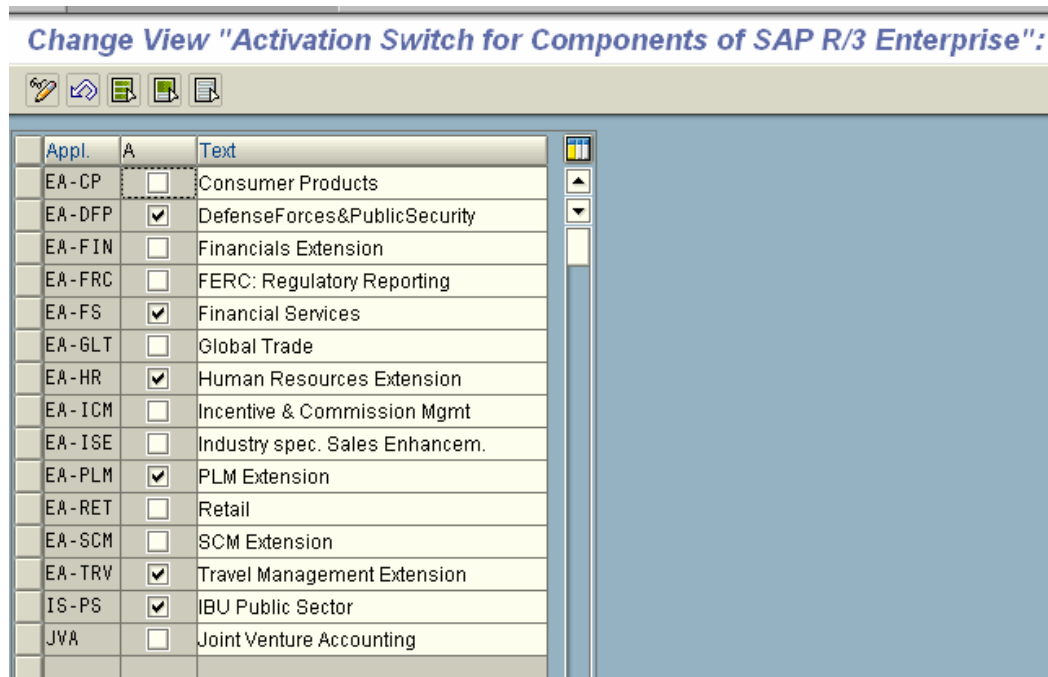 Change View "Activation Switch for Components of SAP R/3 Enterprise":
Appl. A Text
EA-CP Consumer Products
EA-DFP DefenseForces&PublicSecurity
EA-FIN Financials Extension
EA-FRC FERC: Regulatory Reporting
EA-FS Financial Services
EA-GLT Global Trade
EA-HR Human Resources Extension
EA-ICM Incentive & Commission Mgmt
EA-ISE Industry spec. Sales Enhancem.
EA-PLM PLM Extension
EA-RET Retail
EA-SCM SCM Extension
EA-TRV Travel Management Extension
IS-PS IBU Public Sector
JVA Joint Venture Accounting